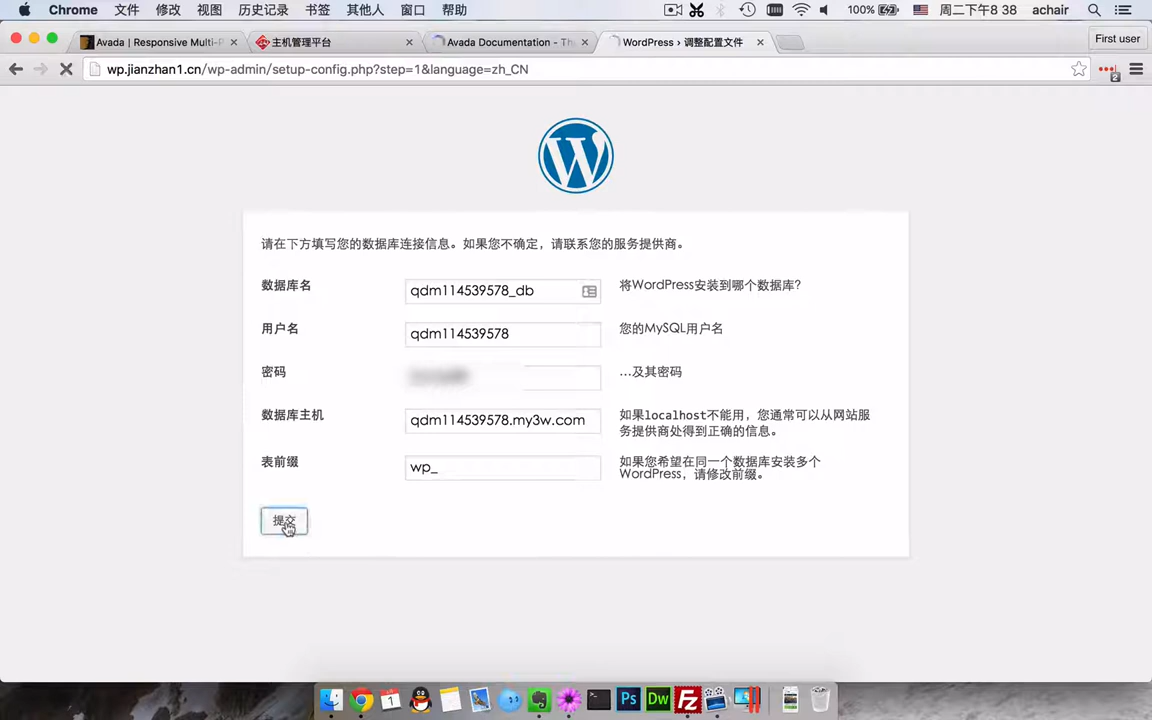 Chrome 文件 修改 视图 历史记录 书签 其他人 窗口 帮助 100% 周二下午8 38 achair
Avada | Responsive Multi-P 主机管理平台 Avada Documentation - Th WordPress › 调整配置文件 First user
wp.jianzhan1.cn/wp-admin/setup-config.php?step=1&language=zh_CN 2
W
请在下方填写您的数据库连接信息。如果您不确定，请联系您的服务提供商。
数据库名 qdm114539578_db 将WordPress安装到哪个数据库?
用户名 qdm114539578 您的MySQL用户名
密码 …及其密码
数据库主机 qdm114539578.my3w.com 如果localhost不能用，您通常可以从网站服
务提供商处得到正确的信息。
表前缀 wp_ 如果您希望在同一个数据库安装多个
WordPress，请修改前缀。
提交
1 Ps Dw Fz